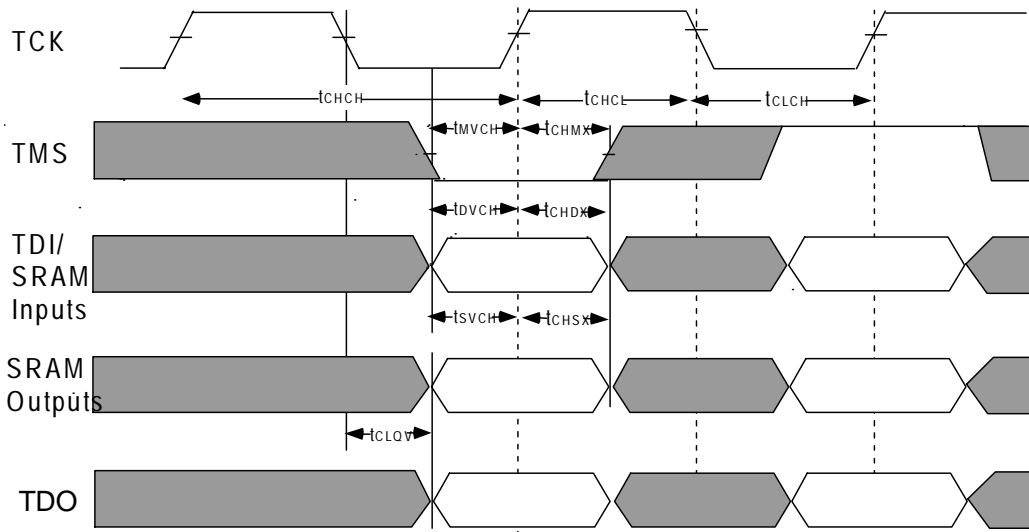 TCK
tCHCH
tCHCL
tCLCH
TMS
tMVCH
tCHMX
tDVCH
tCHDX
TDI/
SRAM
Inputs
tSVCH
tCHSX
SRAM
Outputs
tCLQV
TDO